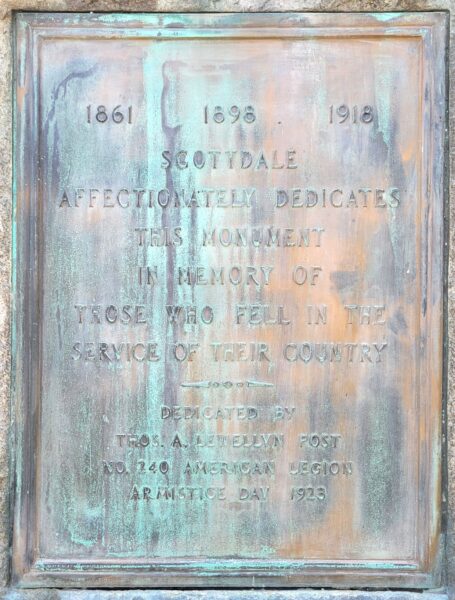 1861 1898 1918
SCOTTDALE
AFFECTIONATELY DEDICATES
THIS MONUMENT
IN MEMORY OF
THOSE WHO FELL IN THE
SERVICE OF THEIR COUNTRY
DEDICATED BY
THOS. A. LEWELLYN POST
NO. 240 AMERICAN LEGION
ARMISTICE DAY 1923